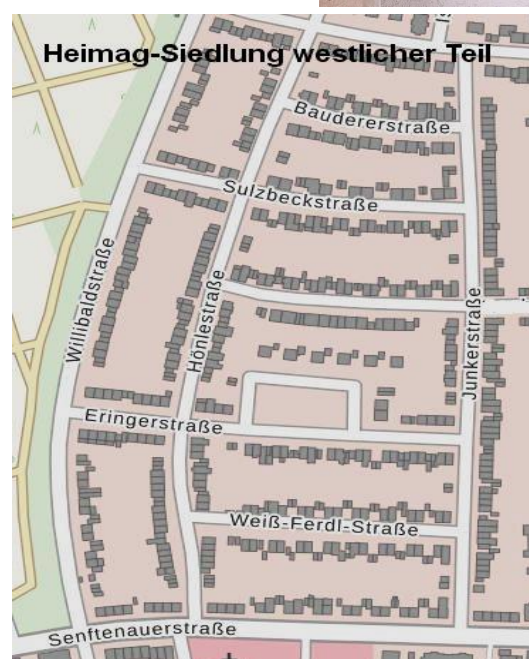 Heimag-Siedlung westlicher Teil
Baudererstraße
Sulzbeckstraße
Willibaldstraße
Hönlestraße
Junkerstraße
Eringerstraße
Weiß-Ferdl-Straße
Senftenauerstraße